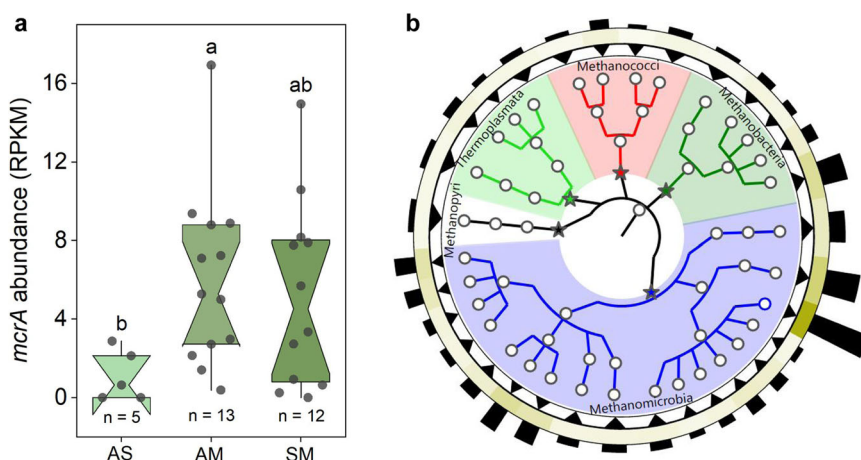 a
b
mcrA abundance (RPKM)
16
12
8
4
0
b
a
ab
n = 5
n = 13
n = 12
AS
AM
SM
Methanopyri
Thermoplasmata
Methanococci
Methanobacteria
Methanomicrobia